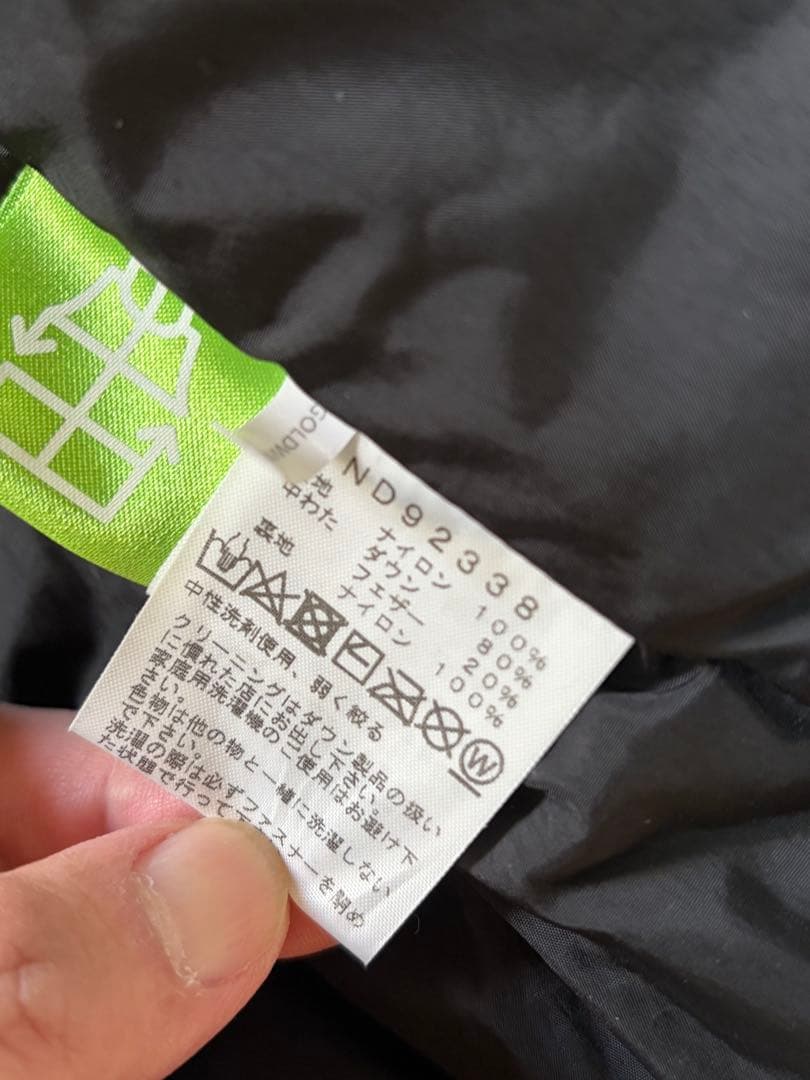 GOLDW
ND92338
地 ナイロン 100%
中わた ダウン 80%
フェザー 20%
裏地 ナイロン 100%
W
中性洗剤使用、弱く絞る
クリーニングはダウン製品の扱い
に慣れた店にお出し下さい。
家庭用洗濯機のご使用はお避け下
さい。
色物は他の物と一緒に洗濯しない
で下さい。
洗濯の際は必ずファスナーを閉め
た状態で行って下